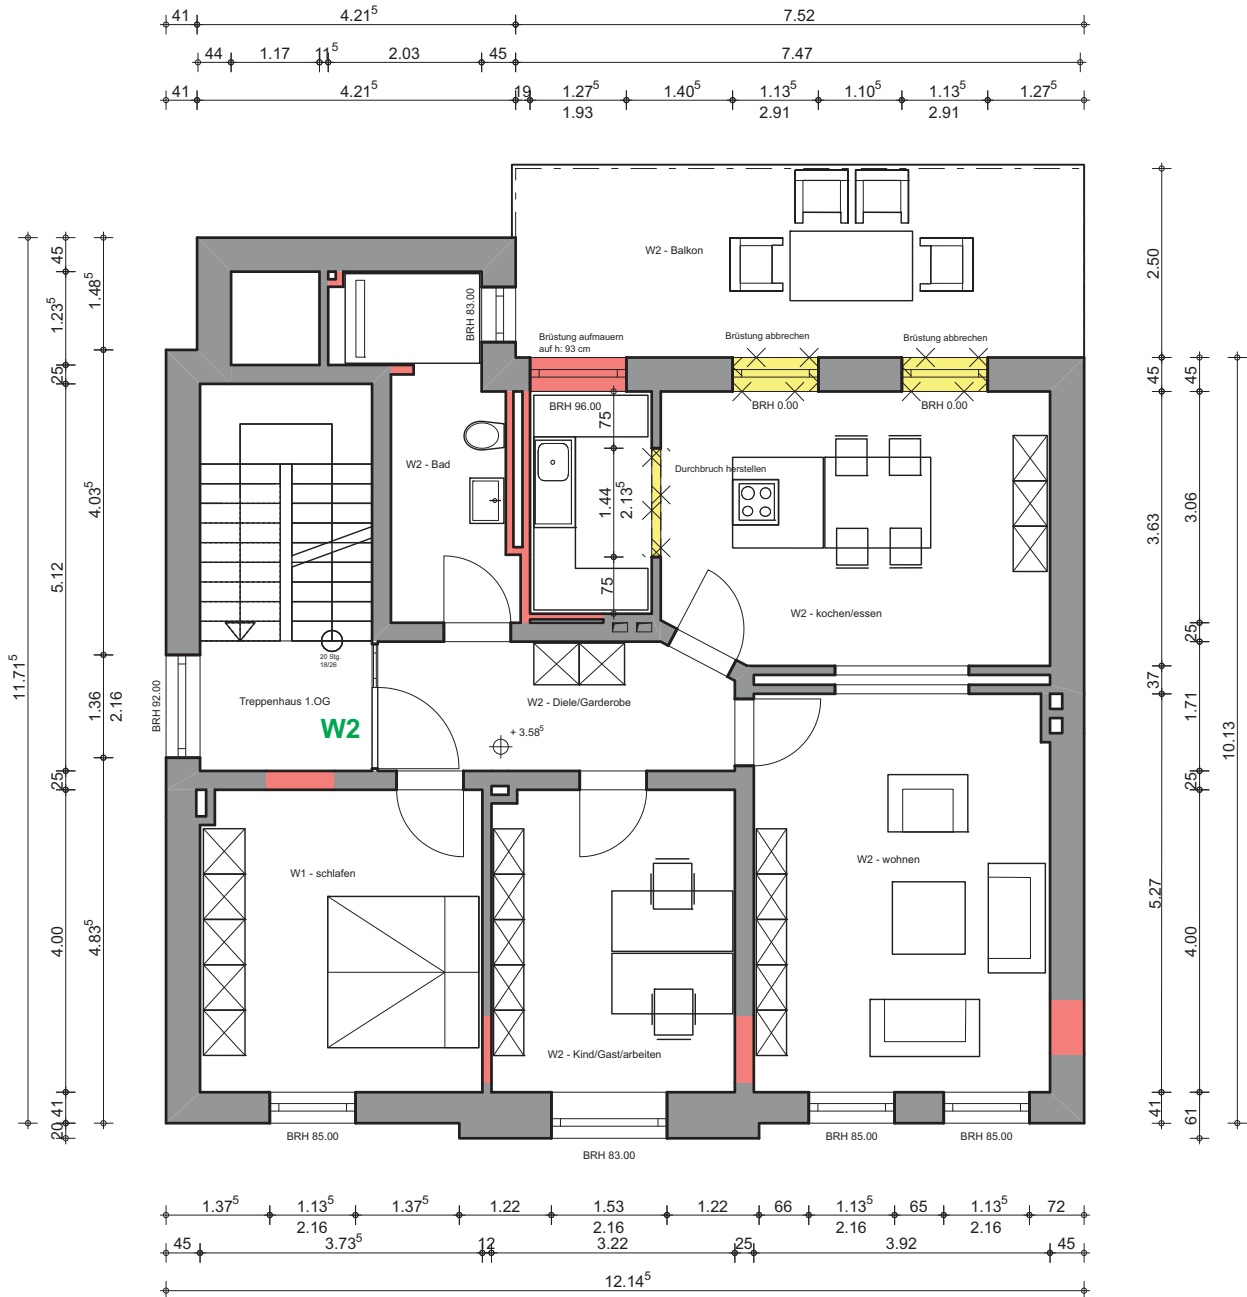 41 4.21⁵ 7.52
44 1.17 11⁵ 2.03 45 7.47
41 4.21⁵ 19 1.27⁵ 1.40⁵ 1.13⁵ 1.10⁵ 1.13⁵ 1.27⁵
1.93 2.91 2.91
W2 - Balkon
BRH 83.00
Brüstung aufmauern
auf h: 93 cm
Brüstung abbrechen
Brüstung abbrechen
BRH 96.00
BRH 0.00
BRH 0.00
75
W2 - Bad
Durchbruch herstellen
1.44
2.13⁵
75
W2 - kochen/essen
20 Stg.
18/26
Treppenhaus 1.OG
W2
W2 - Diele/Garderobe
+ 3.58⁵
BRH 92.00
W1 - schlafen
W2 - wohnen
W2 - Kind/Gast/arbeiten
BRH 85.00
BRH 83.00
BRH 85.00
BRH 85.00
11.71⁵
45
1.23⁵
25
5.12
25
4.00
41
20
1.48⁵
4.03⁵
1.36
2.16
4.83⁵
2.50
45
3.63
37
5.27
41
45
3.06
25
1.71
25
4.00
61
10.13
1.37⁵ 1.13⁵ 1.37⁵ 1.22 1.53 1.22 66 1.13⁵ 65 1.13⁵ 72
2.16 2.16 2.16 2.16
45 3.73⁵ 12 3.22 25 3.92 45
12.14⁵